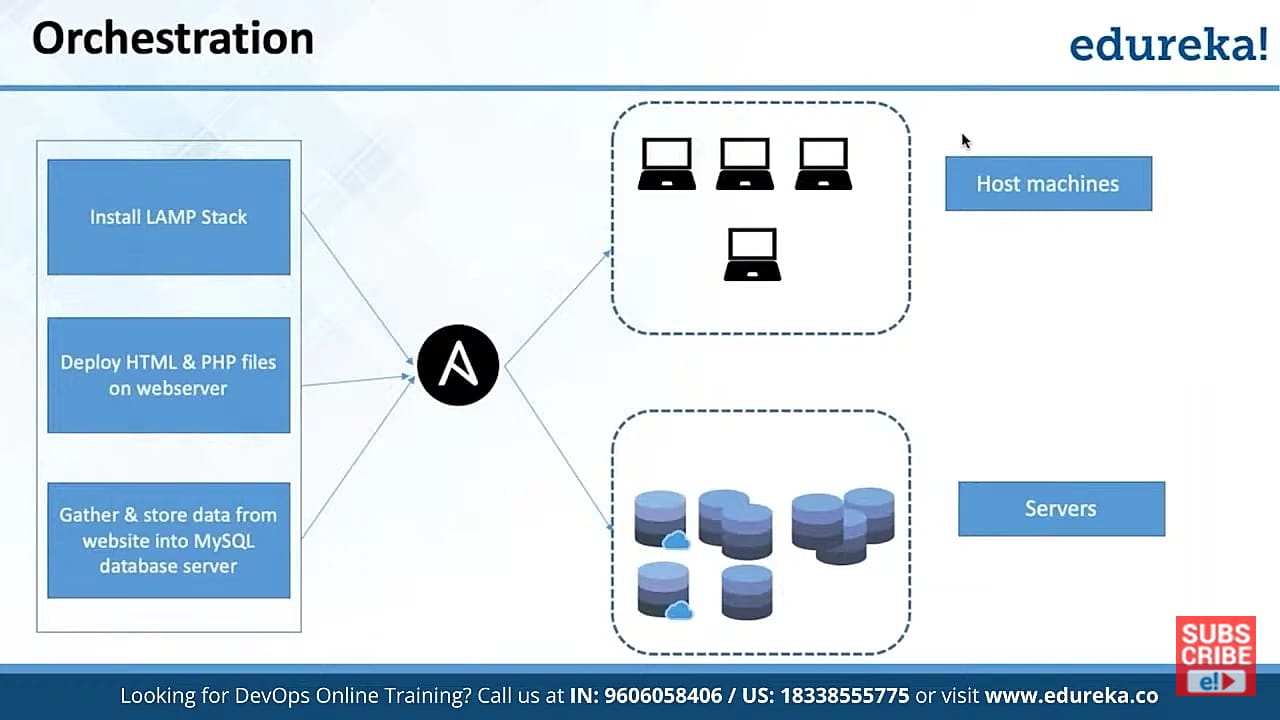 Orchestration
edureka!
Install LAMP Stack
Deploy HTML & PHP files
on webserver
Gather & store data from
website into MySQL
database server
Host machines
Servers
SUBS
CRIBE
e!
Looking for DevOps Online Training? Call us at IN: 9606058406 / US: 18338555775 or visit www.edureka.co